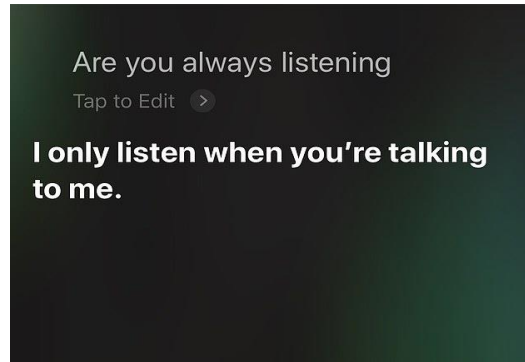 Are you always listening
Tap to Edit
I only listen when you're talking
to me.